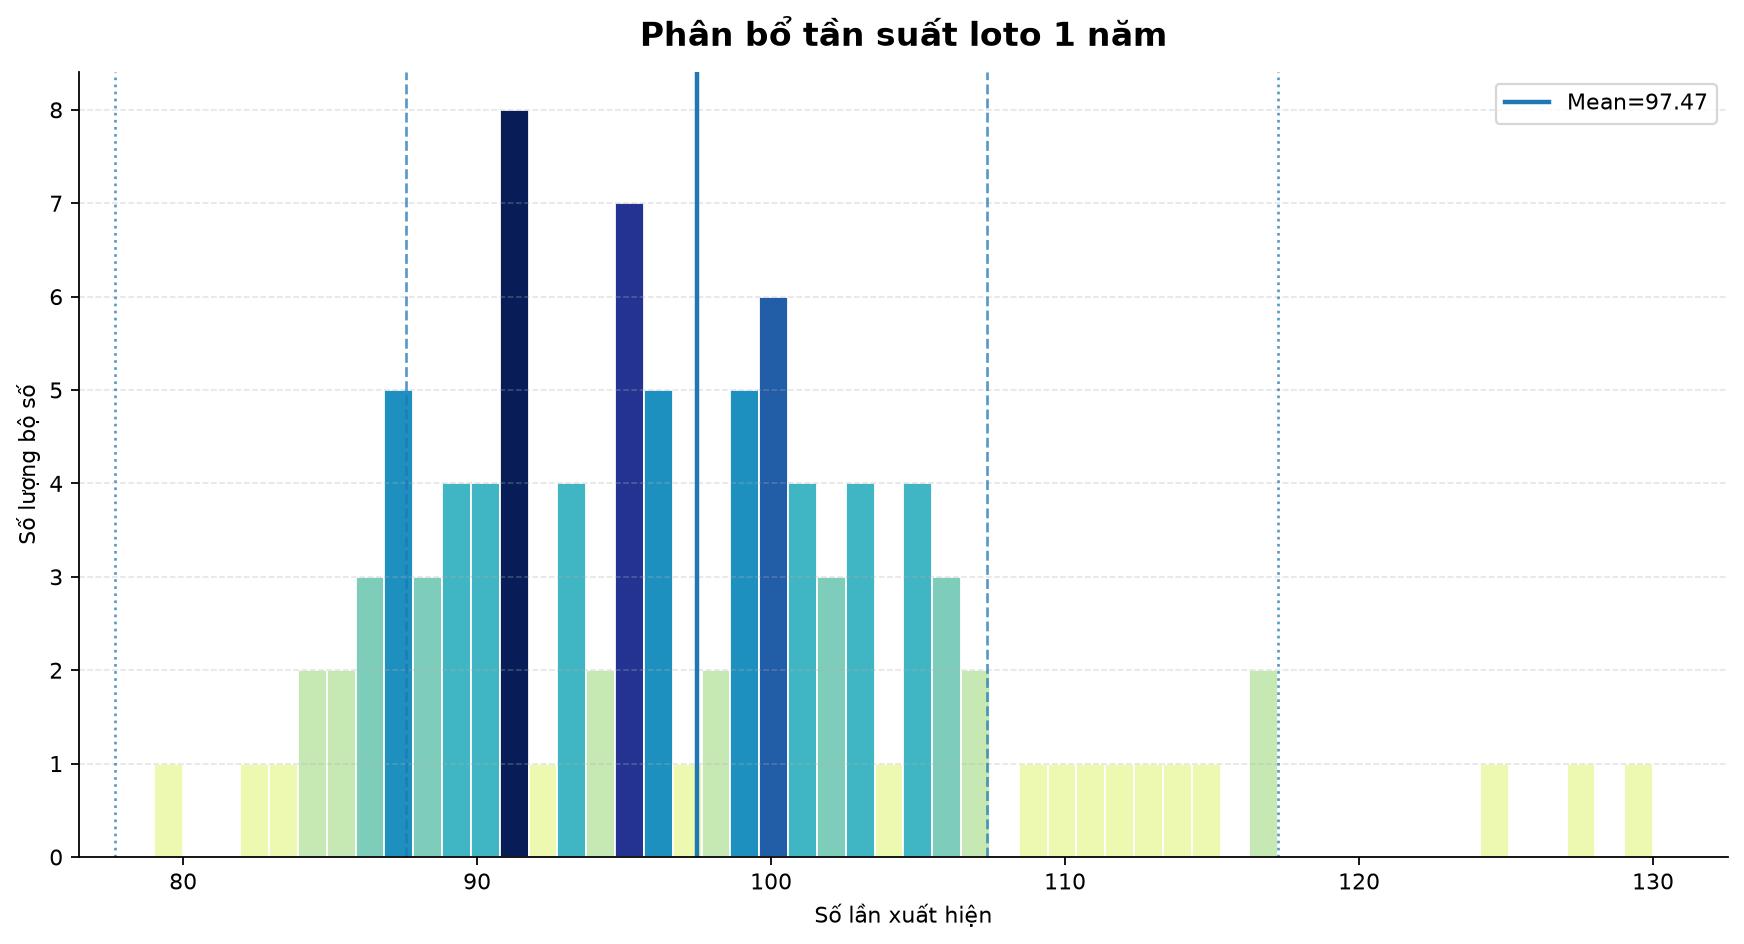 Phân bổ tần suất loto 1 năm
Mean=97.47
Số lượng bộ số
8
7
6
5
4
3
2
1
0
80 90 100 110 120 130
Số lần xuất hiện